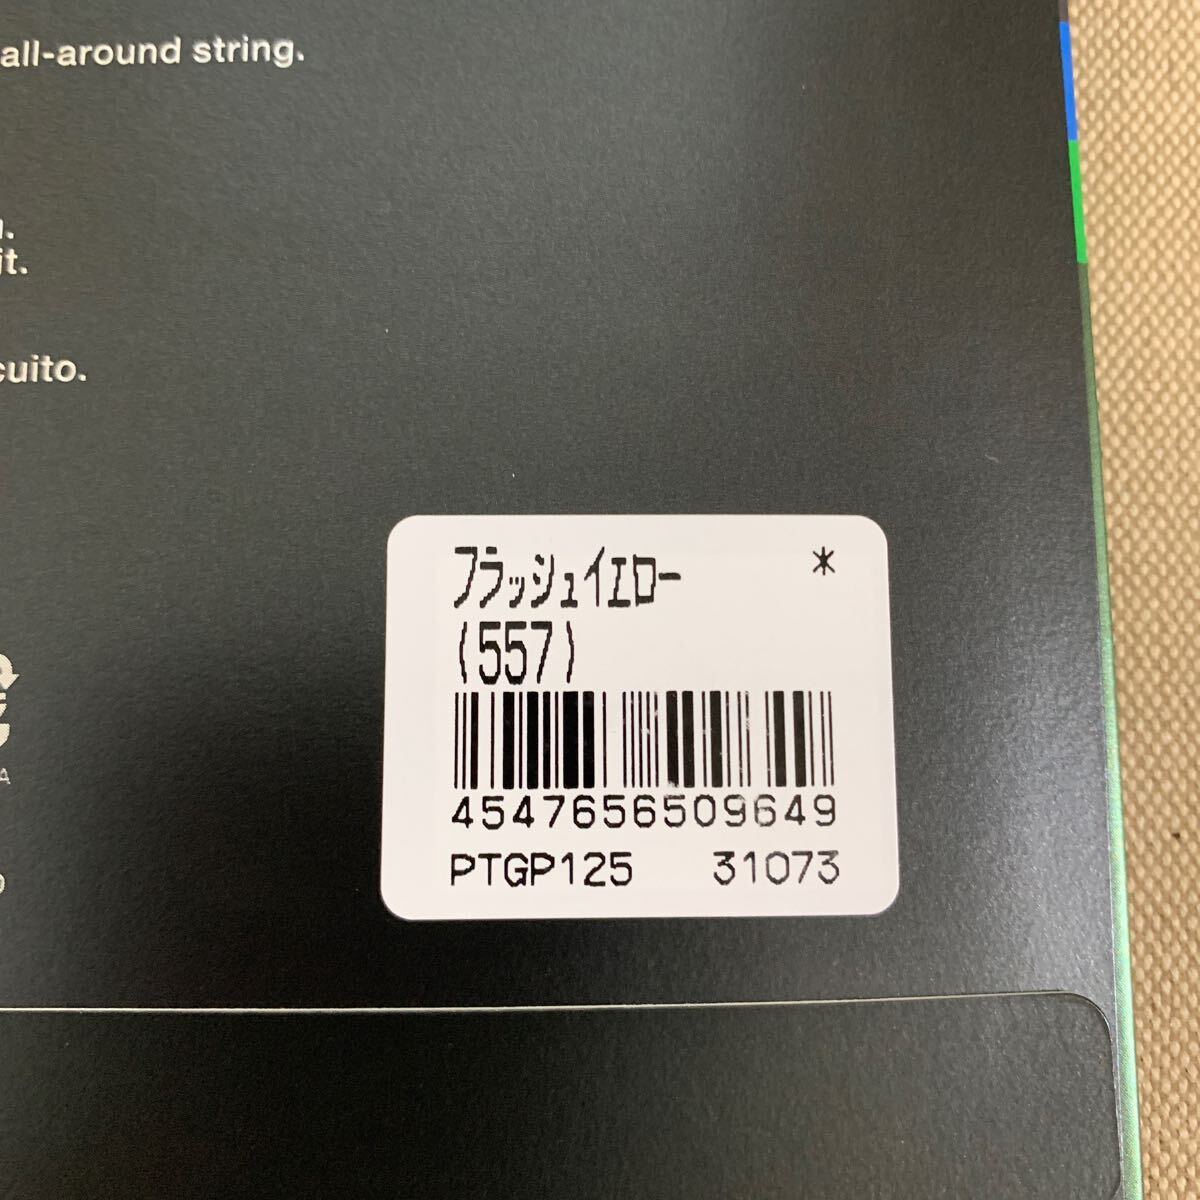 all-around string.
it.
cuito.
ﾌﾗｯｼｭｲｴﾛｰ *
(557)
4547656509649
PTGP125 31073